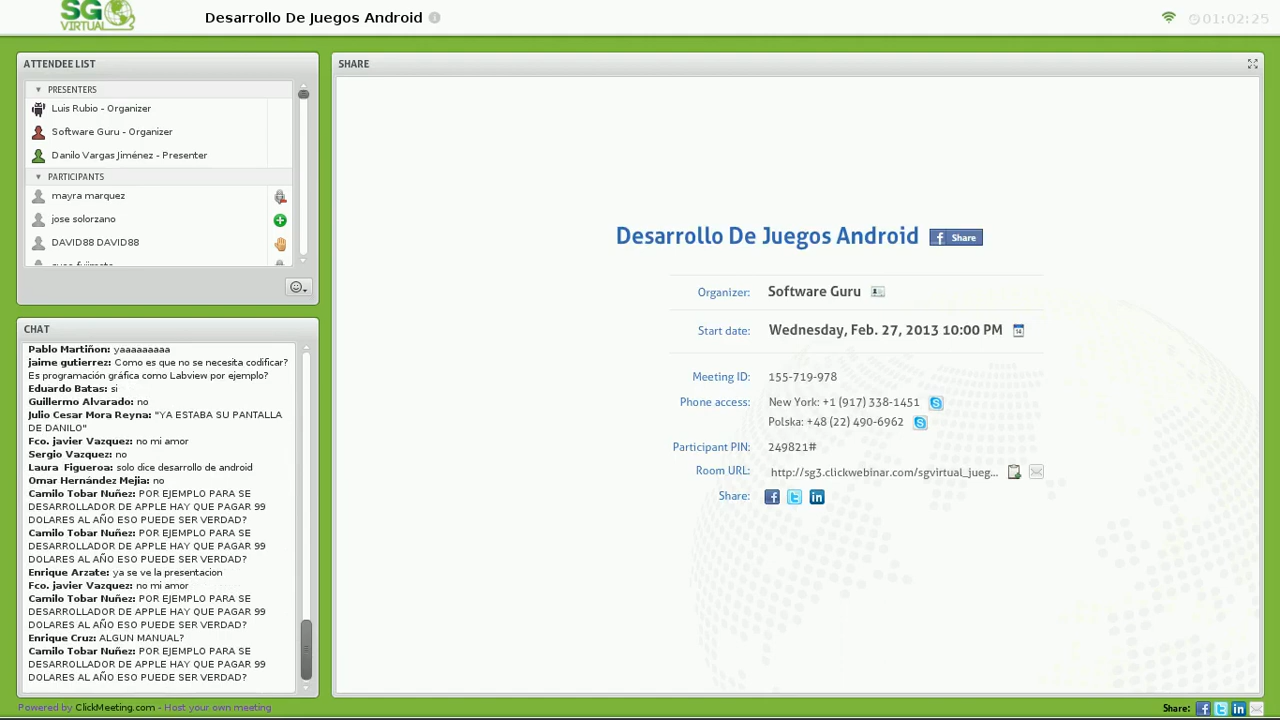 SG
VIRTUAL
Desarrollo De Juegos Android
01:02:25
ATTENDEE LIST
PRESENTERS
Luis Rubio - Organizer
Software Guru - Organizer
Danilo Vargas Jiménez - Presenter
PARTICIPANTS
mayra marquez
jose solorzano
DAVID88 DAVID88
CHAT
Pablo Martiñon: yaaaaaaaaa
jaime gutierrez: Como es que no se necesita codificar?
Es programación gráfica como Labview por ejemplo?
Eduardo Batas: si
Guillermo Alvarado: no
Julio Cesar Mora Reyna: "YA ESTABA SU PANTALLA
DE DANILO"
Fco. javier Vazquez: no mi amor
Sergio Vazquez: no
Laura Figueroa: solo dice desarrollo de android
Omar Hernández Mejia: no
Camilo Tobar Nuñez: POR EJEMPLO PARA SE
DESARROLLADOR DE APPLE HAY QUE PAGAR 99
DOLARES AL AÑO ESO PUEDE SER VERDAD?
Camilo Tobar Nuñez: POR EJEMPLO PARA SE
DESARROLLADOR DE APPLE HAY QUE PAGAR 99
DOLARES AL AÑO ESO PUEDE SER VERDAD?
Enrique Arzate: ya se ve la presentacion
Fco. javier Vazquez: no mi amor
Camilo Tobar Nuñez: POR EJEMPLO PARA SE
DESARROLLADOR DE APPLE HAY QUE PAGAR 99
DOLARES AL AÑO ESO PUEDE SER VERDAD?
Enrique Cruz: ALGUN MANUAL?
Camilo Tobar Nuñez: POR EJEMPLO PARA SE
DESARROLLADOR DE APPLE HAY QUE PAGAR 99
DOLARES AL AÑO ESO PUEDE SER VERDAD?
SHARE
Desarrollo De Juegos Android
Share
Organizer: Software Guru
Start date: Wednesday, Feb. 27, 2013 10:00 PM
Meeting ID: 155-719-978
Phone access: New York: +1 (917) 338-1451
Polska: +48 (22) 490-6962
Participant PIN: 249821#
Room URL: http://sg3.clickwebinar.com/sgvirtual_jueg...
Share:
Powered by ClickMeeting.com - Host your own meeting
Share: